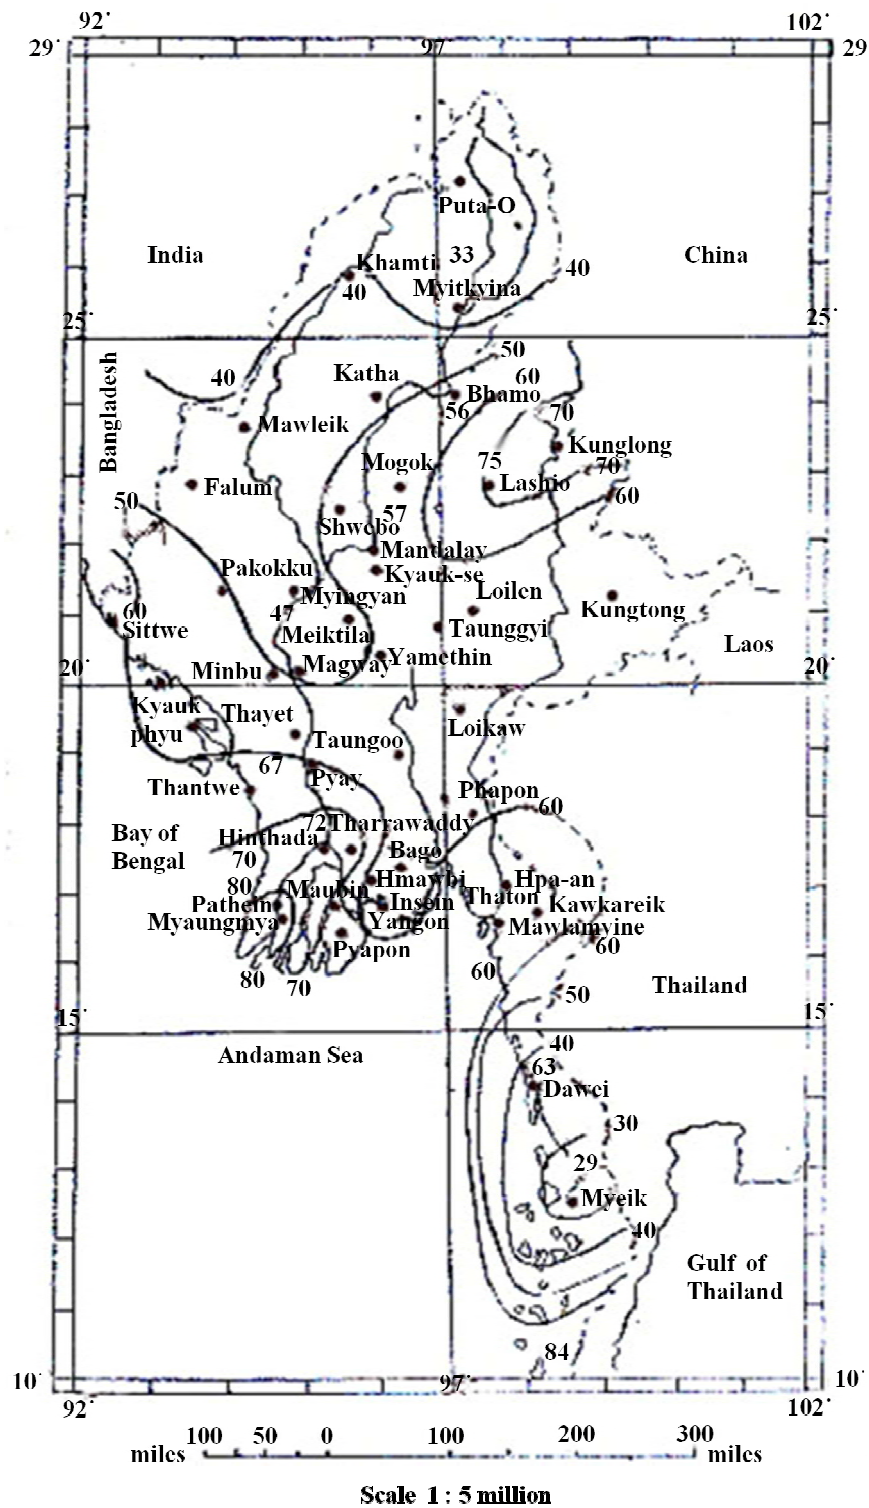 92˙ 102˙
29˙ 97 29
Puta-O
India 33 China
Khamti 40
40 Myitkyina
25˙ 25˙
50
Katha 60
40 Bhamo
Bangladesh 56 70
Mawleik
Kunglong
Mogok 75 70
Falum Lashio
60
50 57
Shwebo
Mandalay
Pakokku Kyauk-se
Myingyan Loilen
60 47 Kungtong
Sittwe Meiktila Taunggyi
Laos
20˙ Minbu Magway Yamethin 20˙
Kyauk Thayet
phyu Taungoo Loikaw
67 Pyay
Thantwe Phapon
60
Bay of 72 Tharrawaddy
Bengal Hinthada
70 Bago
80 Maubin Hmawbi Hpa-an
Pathein Insein Thaton Kawkareik
Myaungmya Yangon Mawlamyine
Pyapon 60
80 70 60 Thailand
50
15˙ 15˙
Andaman Sea 40
63
Dawei
30
29
Myeik
40
Gulf of
Thailand
84
10˙ 97˙ 10˙
92˙ 102˙
100 50 0 100 200 300
miles miles
Scale 1 : 5 million